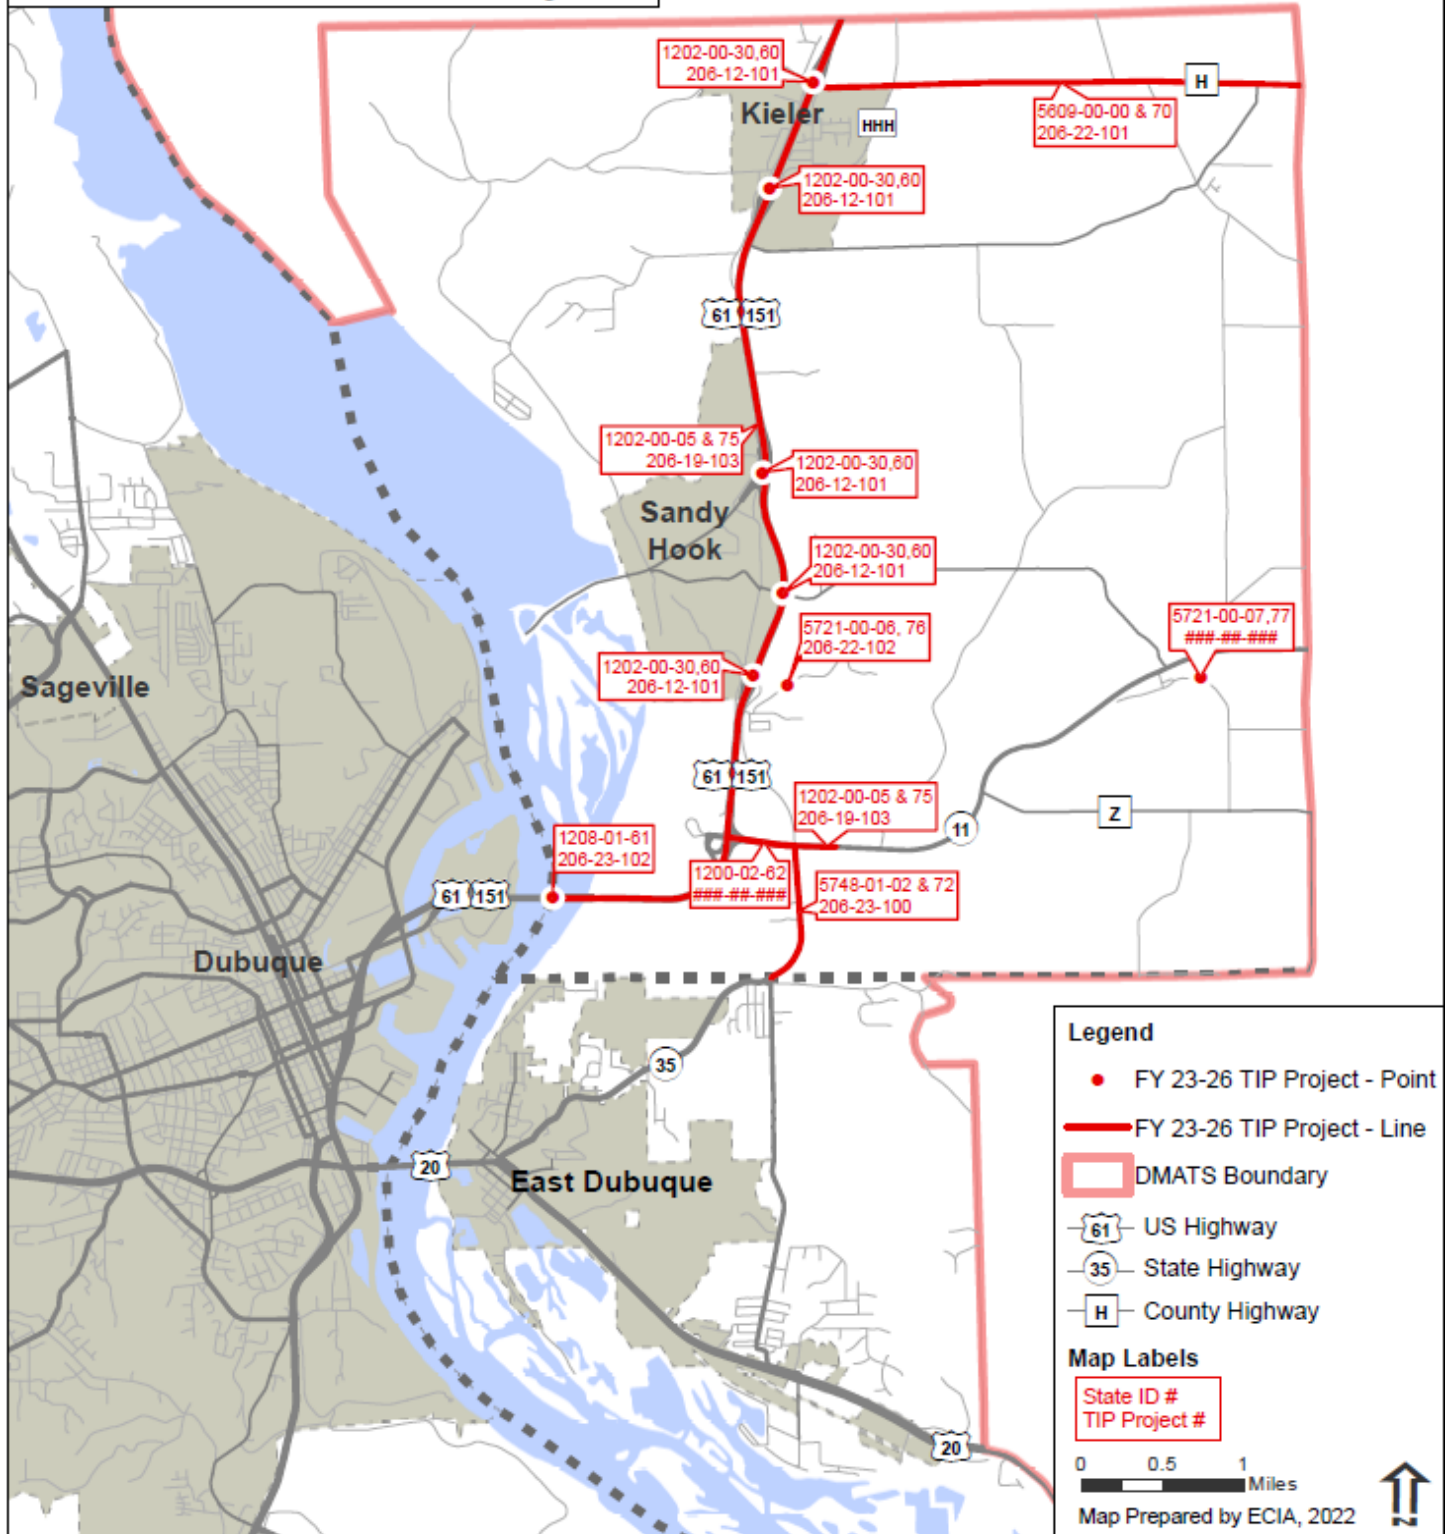 1202-00-30,60
206-12-101
H
Kieler
HHH
5609-00-00 & 70
206-22-101
1202-00-30,60
206-12-101
61 151
1202-00-05 & 75
206-19-103
1202-00-30,60
206-12-101
Sandy
Hook
1202-00-30,60
206-12-101
5721-00-06, 76
206-22-102
5721-00-07,77
###-##-###
1202-00-30,60
206-12-101
Sageville
61 151
1202-00-05 & 75
206-19-103
Z
11
1208-01-61
206-23-102
1200-02-62
###-##-###
5748-01-02 & 72
206-23-100
61 151
Dubuque
35
20
East Dubuque
20
Legend
FY 23-26 TIP Project - Point
FY 23-26 TIP Project - Line
DMATS Boundary
61 US Highway
35 State Highway
H County Highway
Map Labels
State ID #
TIP Project #
0 0.5 1
Miles
Map Prepared by ECIA, 2022
N